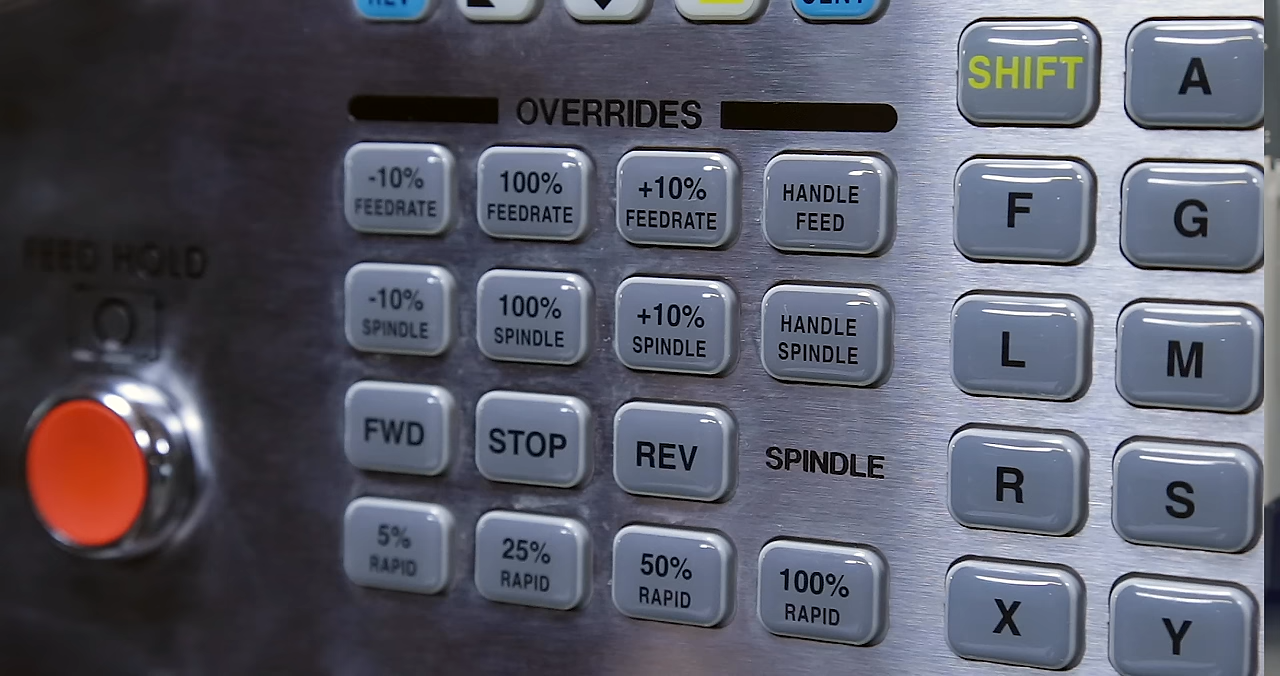 OVERRIDES
SHIFT
A
-10%
FEEDRATE
100%
FEEDRATE
+10%
FEEDRATE
HANDLE
FEED
F
G
FEED HOLD
-10%
SPINDLE
100%
SPINDLE
+10%
SPINDLE
HANDLE
SPINDLE
L
M
FWD
STOP
REV
SPINDLE
R
S
5%
RAPID
25%
RAPID
50%
RAPID
100%
RAPID
X
Y